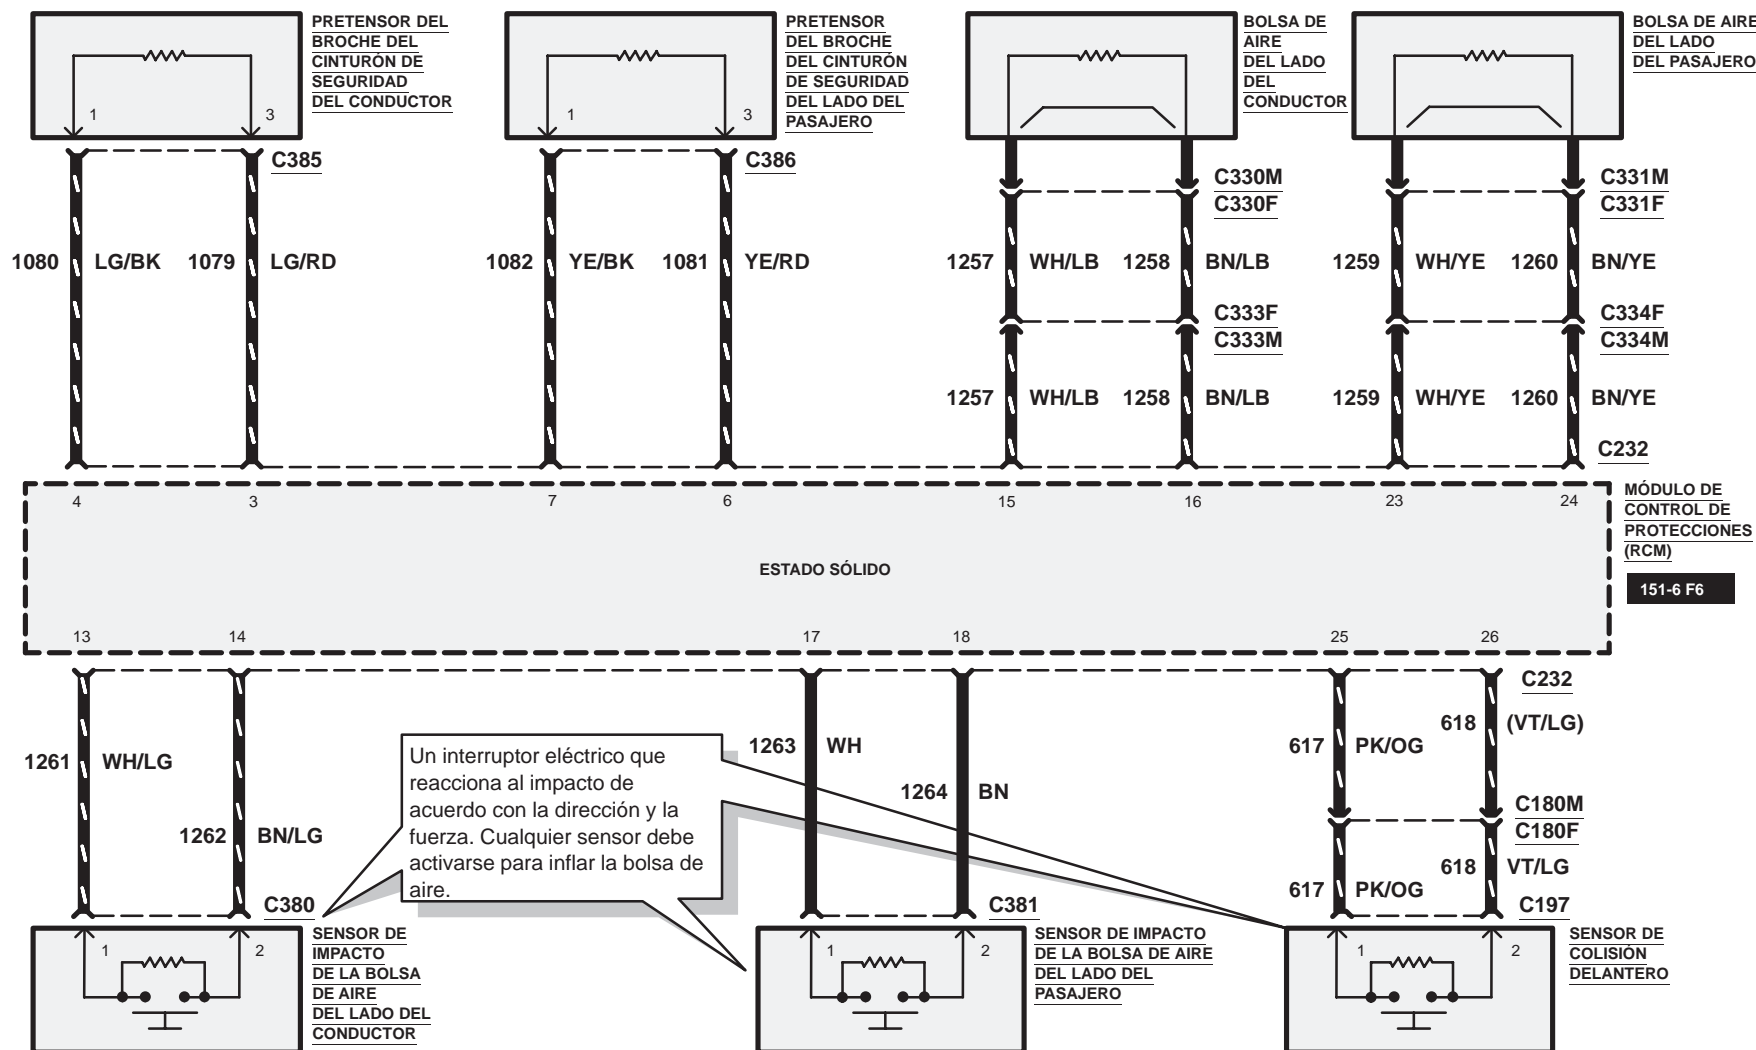 PRETENSOR DEL
BROCHE DEL
CINTURÓN DE
SEGURIDAD
DEL CONDUCTOR
1
3
PRETENSOR
DEL BROCHE
DEL CINTURÓN
DE SEGURIDAD
DEL LADO DEL
PASAJERO
1
3
BOLSA DE
AIRE
DEL LADO
DEL
CONDUCTOR
BOLSA DE AIRE
DEL LADO
DEL PASAJERO
C385
C386
C330M
C330F
C331M
C331F
1080 LG/BK 1079 LG/RD 1082 YE/BK 1081 YE/RD 1257 WH/LB 1258 BN/LB 1259 WH/YE 1260 BN/YE
C333F
C333M
C334F
C334M
1257 WH/LB 1258 BN/LB 1259 WH/YE 1260 BN/YE
C232
4 3 7 6 15 16 23 24
MÓDULO DE
CONTROL DE
PROTECCIONES
(RCM)
151-6 F6
ESTADO SÓLIDO
13 14 17 18 25 26
C232
1261 WH/LG
1262 BN/LG
1263 WH
1264 BN
617 PK/OG
618 (VT/LG)
C180M
C180F
617 PK/OG
618 VT/LG
Un interruptor eléctrico que
reacciona al impacto de
acuerdo con la dirección y la
fuerza. Cualquier sensor debe
activarse para inflar la bolsa de
aire.
C380
C381
C197
1 2
SENSOR DE
IMPACTO
DE LA BOLSA
DE AIRE
DEL LADO DEL
CONDUCTOR
1 2
SENSOR DE IMPACTO
DE LA BOLSA DE AIRE
DEL LADO DEL
PASAJERO
1 2
SENSOR DE
COLISIÓN
DELANTERO